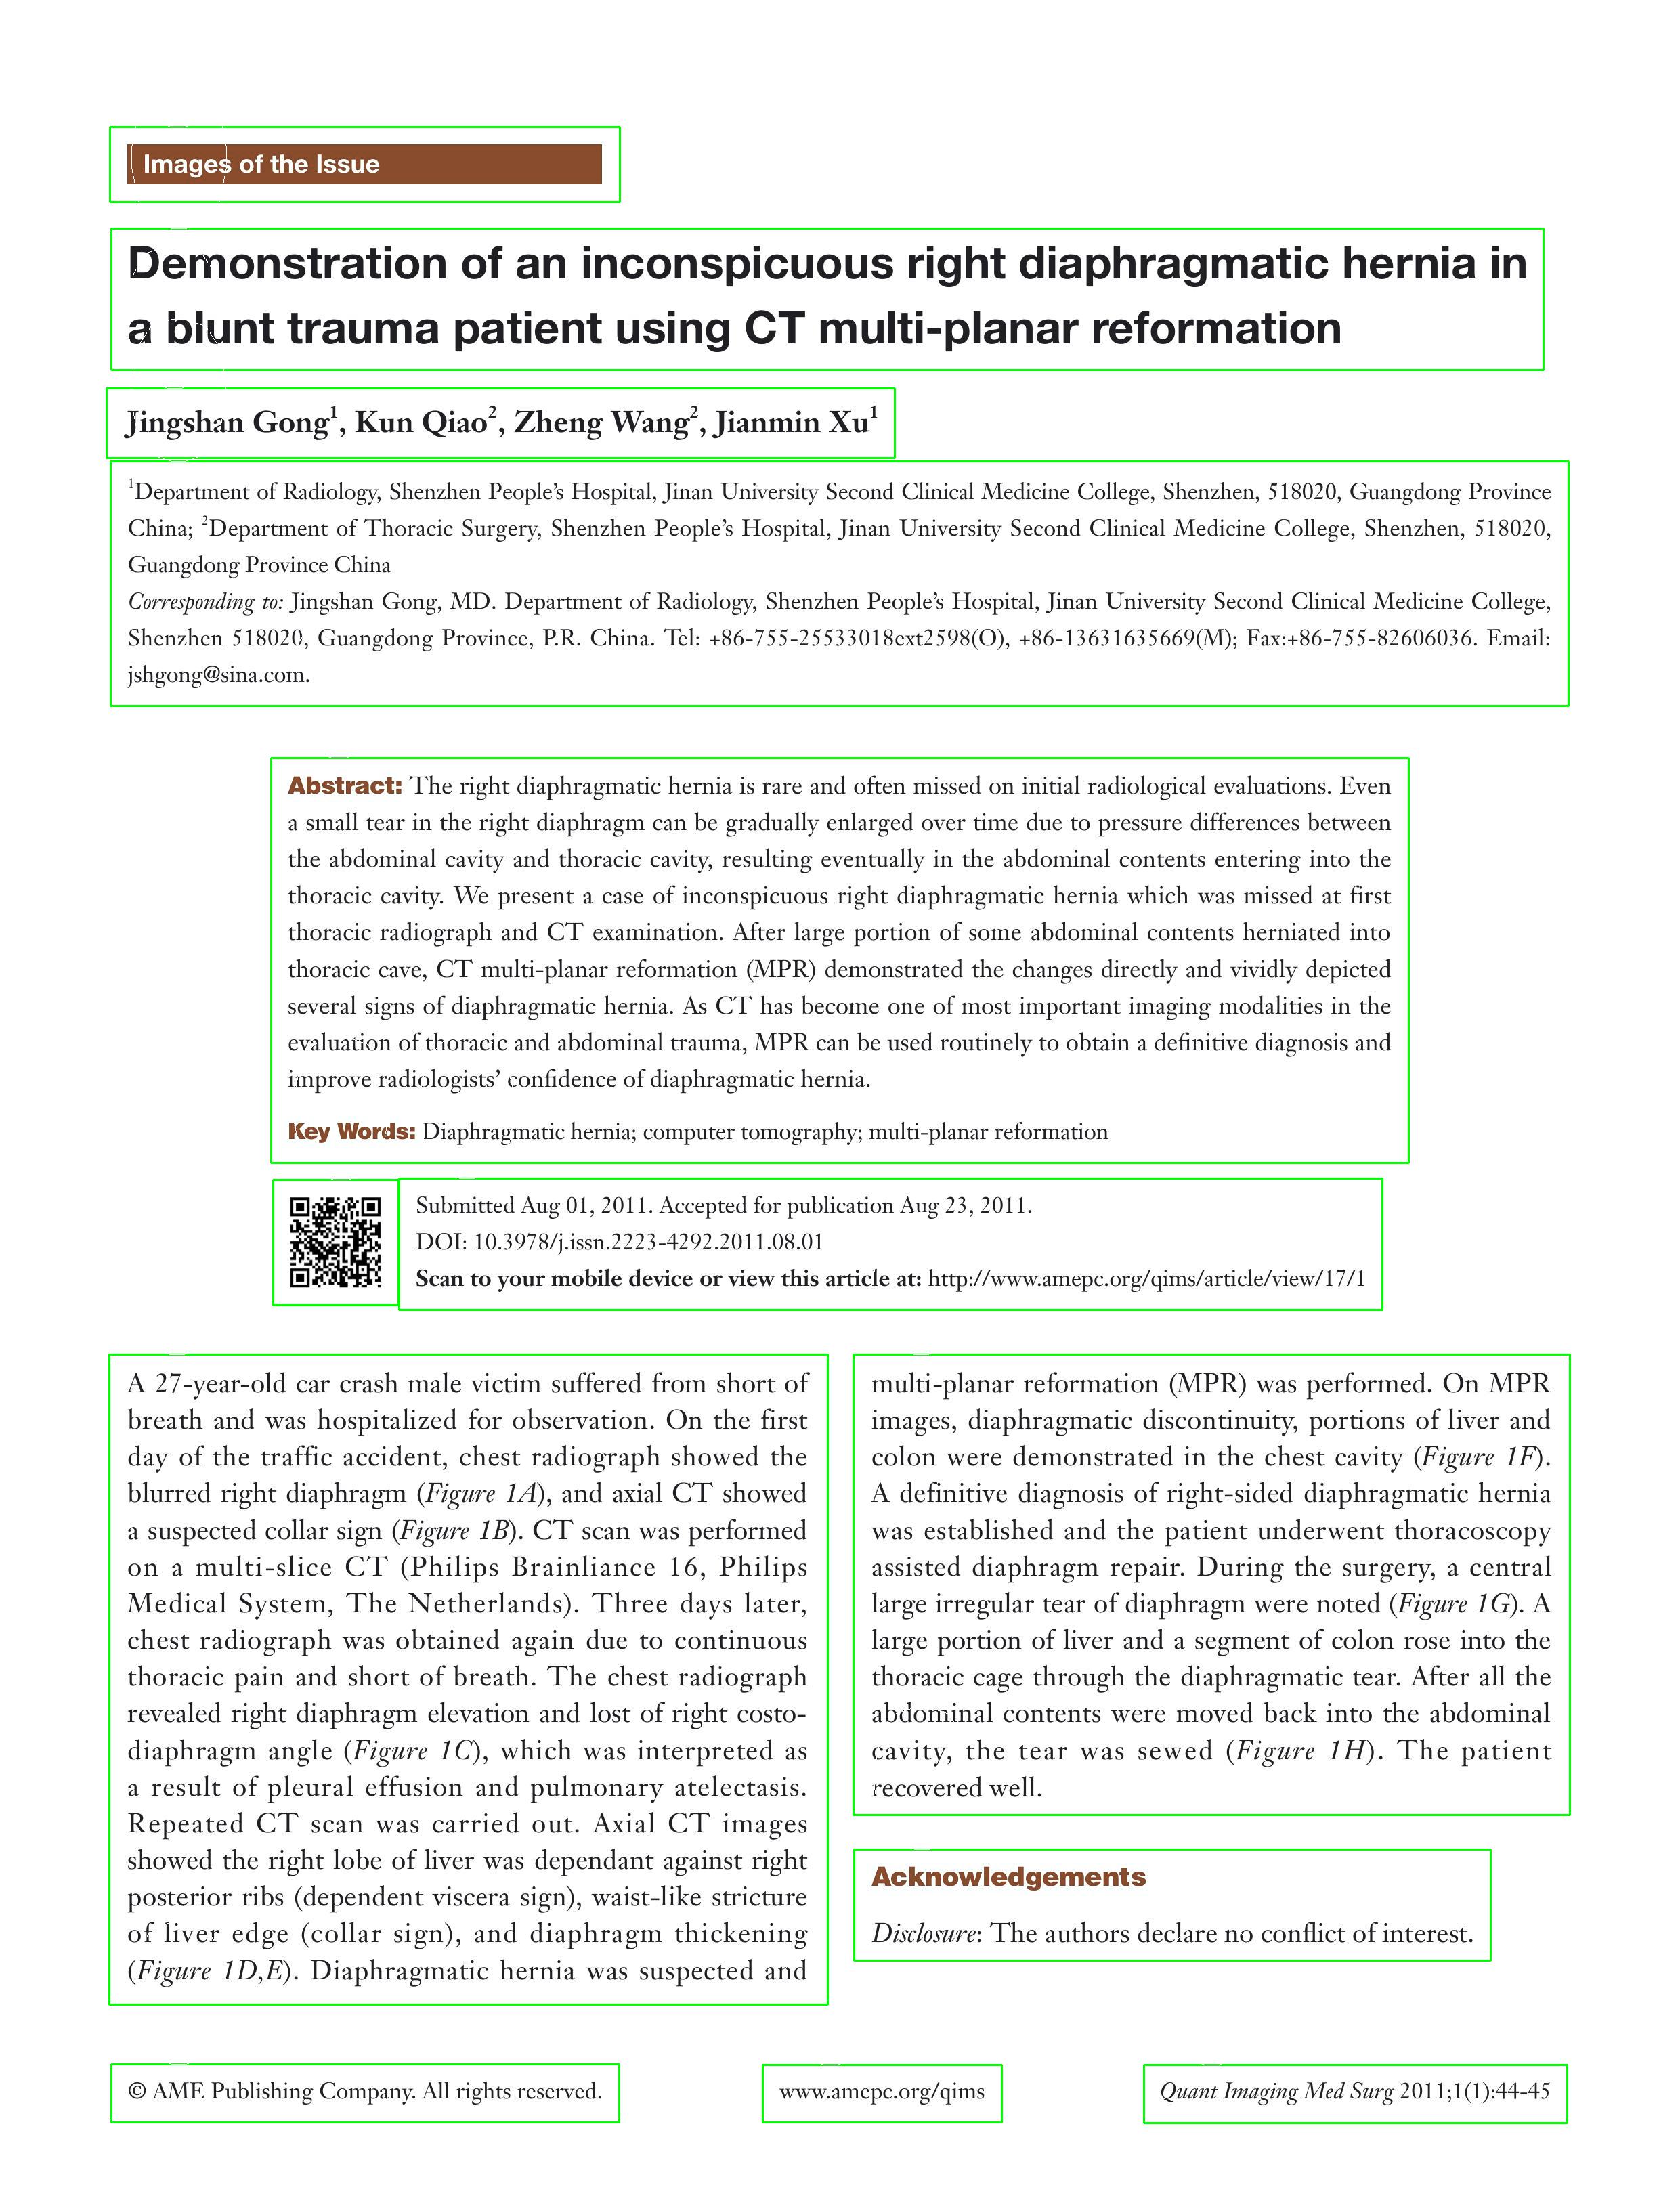 Images of the Issue
Demonstration of an inconspicuous right diaphragmatic hernia in
a blunt trauma patient using CT multi-planar reformation
Jingshan Gong1, Kun Qiao2, Zheng Wang2, Jianmin Xu1
1Department of Radiology, Shenzhen People’s Hospital, Jinan University Second Clinical Medicine College, Shenzhen, 518020, Guangdong Province
China; 2Department of Thoracic Surgery, Shenzhen People’s Hospital, Jinan University Second Clinical Medicine College, Shenzhen, 518020,
Guangdong Province China
Corresponding to: Jingshan Gong, MD. Department of Radiology, Shenzhen People’s Hospital, Jinan University Second Clinical Medicine College,
Shenzhen 518020, Guangdong Province, P.R. China. Tel: +86-755-25533018ext2598(O), +86-13631635669(M); Fax:+86-755-82606036. Email:
jshgong@sina.com.
Abstract: The right diaphragmatic hernia is rare and often missed on initial radiological evaluations. Even
a small tear in the right diaphragm can be gradually enlarged over time due to pressure differences between
the abdominal cavity and thoracic cavity, resulting eventually in the abdominal contents entering into the
thoracic cavity. We present a case of inconspicuous right diaphragmatic hernia which was missed at first
thoracic radiograph and CT examination. After large portion of some abdominal contents herniated into
thoracic cave, CT multi-planar reformation (MPR) demonstrated the changes directly and vividly depicted
several signs of diaphragmatic hernia. As CT has become one of most important imaging modalities in the
evaluation of thoracic and abdominal trauma, MPR can be used routinely to obtain a definitive diagnosis and
improve radiologists’ confidence of diaphragmatic hernia.
Key Words: Diaphragmatic hernia; computer tomography; multi-planar reformation
Submitted Aug 01, 2011. Accepted for publication Aug 23, 2011.
DOI: 10.3978/j.issn.2223-4292.2011.08.01
Scan to your mobile device or view this article at: http://www.amepc.org/qims/article/view/17/1
A 27-year-old car crash male victim suffered from short of
breath and was hospitalized for observation. On the first
day of the traffic accident, chest radiograph showed the
blurred right diaphragm (Figure 1A), and axial CT showed
a suspected collar sign (Figure 1B). CT scan was performed
on a multi-slice CT (Philips Brainliance 16, Philips
Medical System, The Netherlands). Three days later,
chest radiograph was obtained again due to continuous
thoracic pain and short of breath. The chest radiograph
revealed right diaphragm elevation and lost of right costo-
diaphragm angle (Figure 1C), which was interpreted as
a result of pleural effusion and pulmonary atelectasis.
Repeated CT scan was carried out. Axial CT images
showed the right lobe of liver was dependant against right
posterior ribs (dependent viscera sign), waist-like stricture
of liver edge (collar sign), and diaphragm thickening
(Figure 1D,E). Diaphragmatic hernia was suspected and
multi-planar reformation (MPR) was performed. On MPR
images, diaphragmatic discontinuity, portions of liver and
colon were demonstrated in the chest cavity (Figure 1F).
A definitive diagnosis of right-sided diaphragmatic hernia
was established and the patient underwent thoracoscopy
assisted diaphragm repair. During the surgery, a central
large irregular tear of diaphragm were noted (Figure 1G). A
large portion of liver and a segment of colon rose into the
thoracic cage through the diaphragmatic tear. After all the
abdominal contents were moved back into the abdominal
cavity, the tear was sewed (Figure 1H). The patient
recovered well.
Acknowledgements
Disclosure: The authors declare no conflict of interest.
© AME Publishing Company. All rights reserved.
www.amepc.org/qims
Quant Imaging Med Surg 2011;1(1):44-45